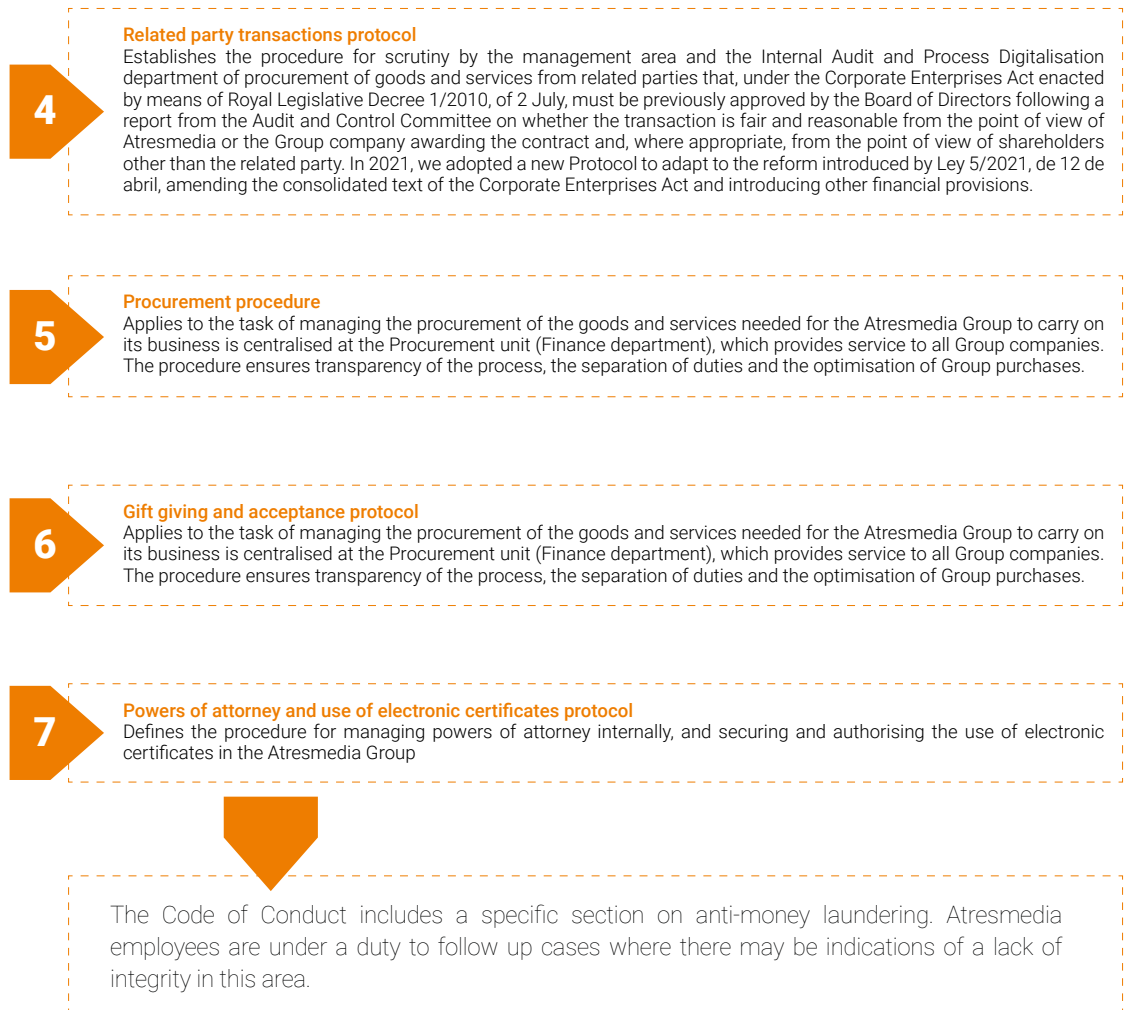 4
Related party transactions protocol
Establishes the procedure for scrutiny by the management area and the Internal Audit and Process Digitalisation
department of procurement of goods and services from related parties that, under the Corporate Enterprises Act enacted
by means of Royal Legislative Decree 1/2010, of 2 July, must be previously approved by the Board of Directors following a
report from the Audit and Control Committee on whether the transaction is fair and reasonable from the point of view of
Atresmedia or the Group company awarding the contract and, where appropriate, from the point of view of shareholders
other than the related party. In 2021, we adopted a new Protocol to adapt to the reform introduced by Ley 5/2021, de 12 de
abril, amending the consolidated text of the Corporate Enterprises Act and introducing other financial provisions.
5
Procurement procedure
Applies to the task of managing the procurement of the goods and services needed for the Atresmedia Group to carry on
its business is centralised at the Procurement unit (Finance department), which provides service to all Group companies.
The procedure ensures transparency of the process, the separation of duties and the optimisation of Group purchases.
6
Gift giving and acceptance protocol
Applies to the task of managing the procurement of the goods and services needed for the Atresmedia Group to carry on
its business is centralised at the Procurement unit (Finance department), which provides service to all Group companies.
The procedure ensures transparency of the process, the separation of duties and the optimisation of Group purchases.
7
Powers of attorney and use of electronic certificates protocol
Defines the procedure for managing powers of attorney internally, and securing and authorising the use of electronic
certificates in the Atresmedia Group
The Code of Conduct includes a specific section on anti-money laundering. Atresmedia
employees are under a duty to follow up cases where there may be indications of a lack of
integrity in this area.